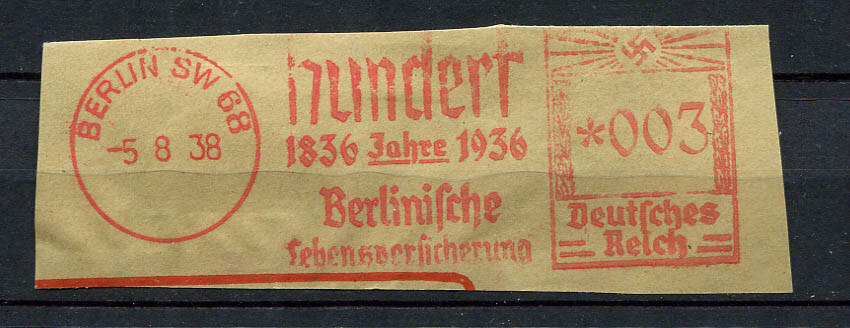 BERLIN SW 68
-5 8 38
hundert
1836 Jahre 1936
Berlinische
Lebensversicherung
*003
Deutsches
Reich